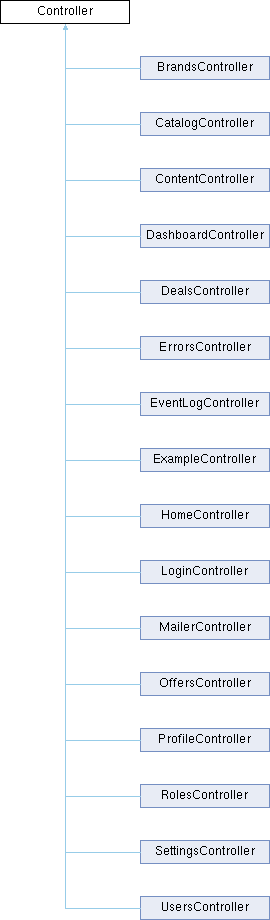 Controller
BrandsController
CatalogController
ContentController
DashboardController
DealsController
ErrorsController
EventLogController
ExampleController
HomeController
LoginController
MailerController
OffersController
ProfileController
RolesController
SettingsController
UsersController